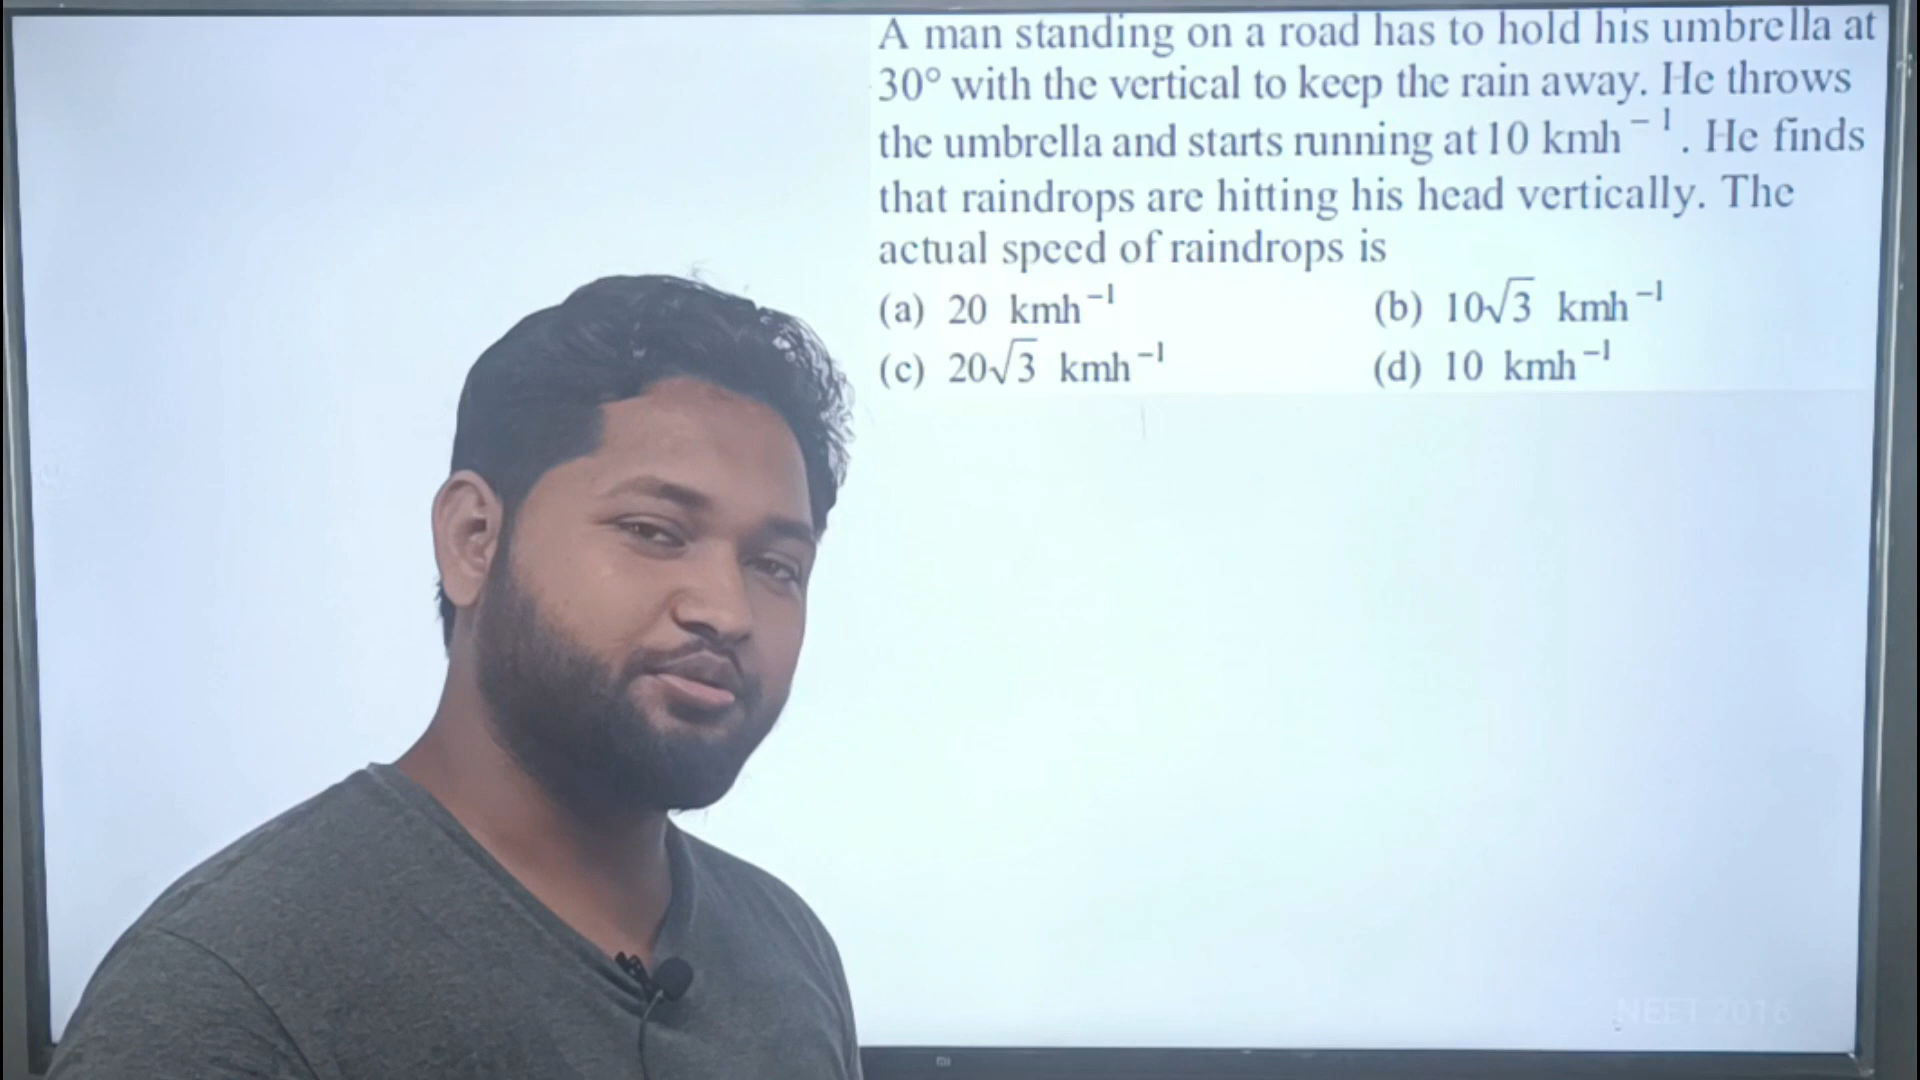 A man standing on a road has to hold his umbrella at
30° with the vertical to keep the rain away. He throws
the umbrella and starts running at 10 kmh⁻¹. He finds
that raindrops are hitting his head vertically. The
actual speed of raindrops is
(a) 20 kmh⁻¹ (b) 10√3 kmh⁻¹
(c) 20√3 kmh⁻¹ (d) 10 kmh⁻¹
NEET 2016
mi